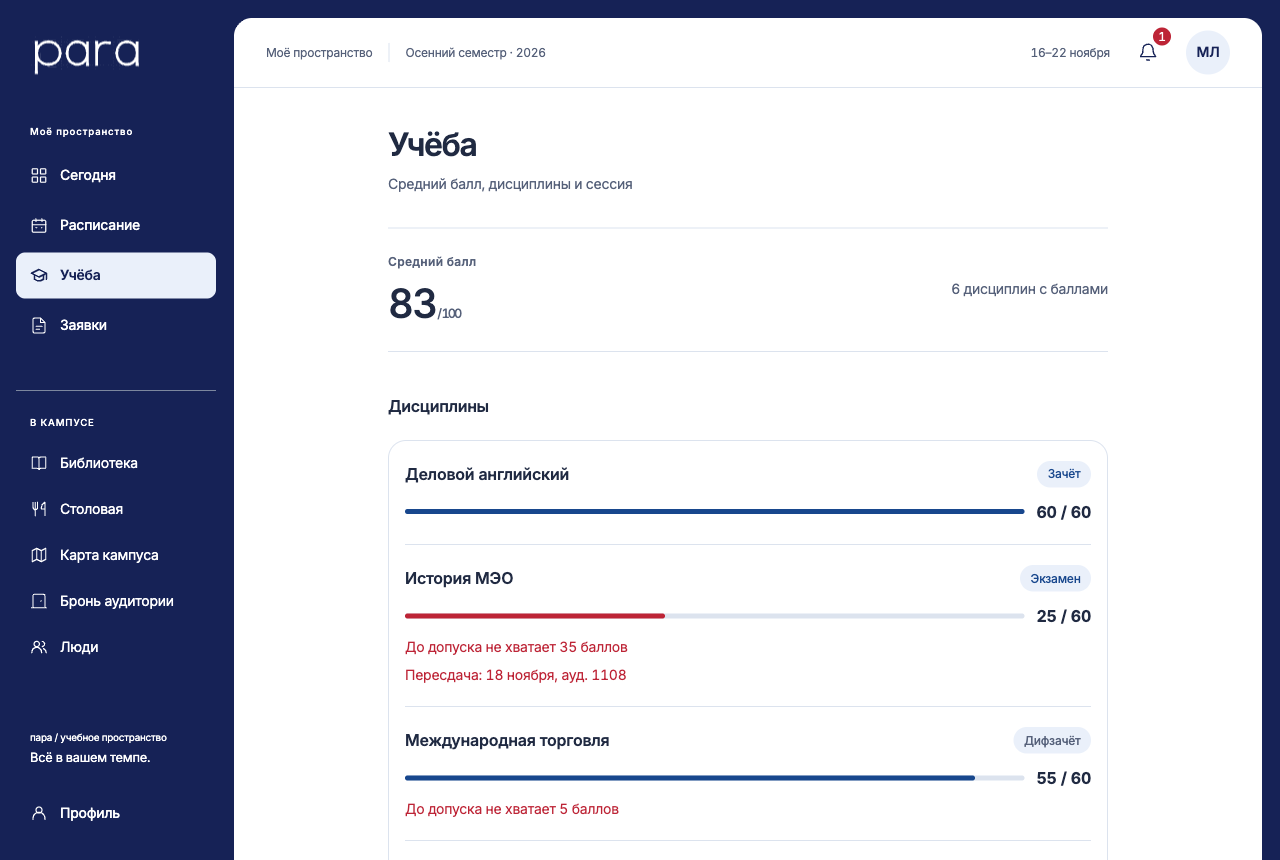 para
Моё пространство
Сегодня
Расписание
Учёба
Заявки
В КАМПУСЕ
Библиотека
Столовая
Карта кампуса
Бронь аудитории
Люди
пара / учебное пространство
Всё в вашем темпе.
Профиль
Моё пространство
Осенний семестр · 2026
16–22 ноября
1
МЛ
Учёба
Средний балл, дисциплины и сессия
Средний балл
83/100
6 дисциплин с баллами
Дисциплины
Деловой английский
Зачёт
60 / 60
История МЭО
Экзамен
25 / 60
До допуска не хватает 35 баллов
Пересдача: 18 ноября, ауд. 1108
Международная торговля
Дифзачёт
55 / 60
До допуска не хватает 5 баллов